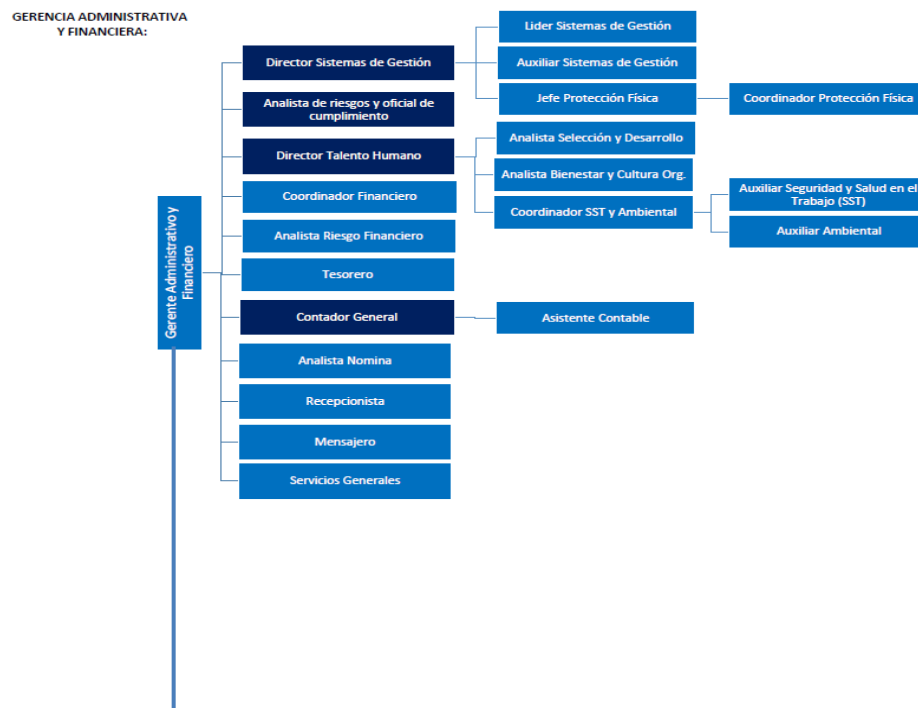 GERENCIA ADMINISTRATIVA
Y FINANCIERA:
Gerente Administrativo y
Financiero
Director Sistemas de Gestión
Lider Sistemas de Gestión
Auxiliar Sistemas de Gestión
Jefe Protección Física
Coordinador Protección Física
Analista de riesgos y oficial de
cumplimiento
Director Talento Humano
Analista Selección y Desarrollo
Analista Bienestar y Cultura Org.
Coordinador SST y Ambiental
Auxiliar Seguridad y Salud en el
Trabajo (SST)
Auxiliar Ambiental
Coordinador Financiero
Analista Riesgo Financiero
Tesorero
Contador General
Asistente Contable
Analista Nomina
Recepcionista
Mensajero
Servicios Generales